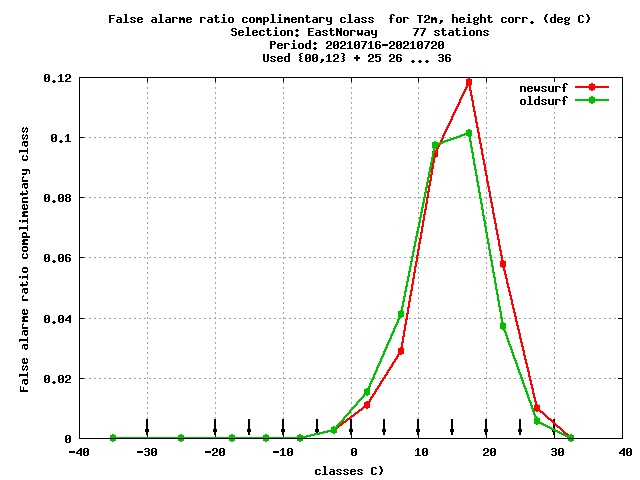 False alarme ratio complimentary class  for T2m, height corr. (deg C)
Selection: EastNorway     77 stations
Period: 20210716-20210720
Used {00,12} + 25 26 ... 36
newsurf
oldsurf
False alarme ratio complimentary class
0.12
0.1
0.08
0.06
0.04
0.02
0
-40 -30 -20 -10 0 10 20 30 40
classes C)